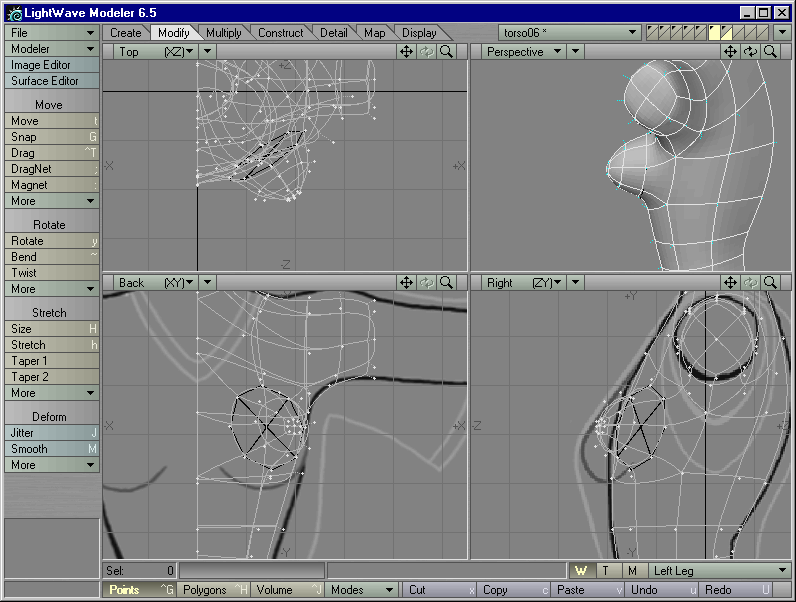 LightWave Modeler 6.5
File
Modeler
Image Editor
Surface Editor
Move
Move t
Snap G
Drag ^T
DragNet ;
Magnet :
More
Rotate
Rotate y
Bend ~
Twist
More
Stretch
Size H
Stretch h
Taper 1
Taper 2
More
Deform
Jitter J
Smooth M
More
Create Modify Multiply Construct Detail Map Display
torso06 *
Top (XZ)
+Z
-X
+X
-Z
Perspective
Back (XY)
+Y
-X
+X
-Y
Right (ZY)
+Y
-Z
-Y
Sel: 0
W T M Left Leg
Points ^G Polygons ^H Volume ^J Modes Cut x Copy c Paste v Undo u Redo U